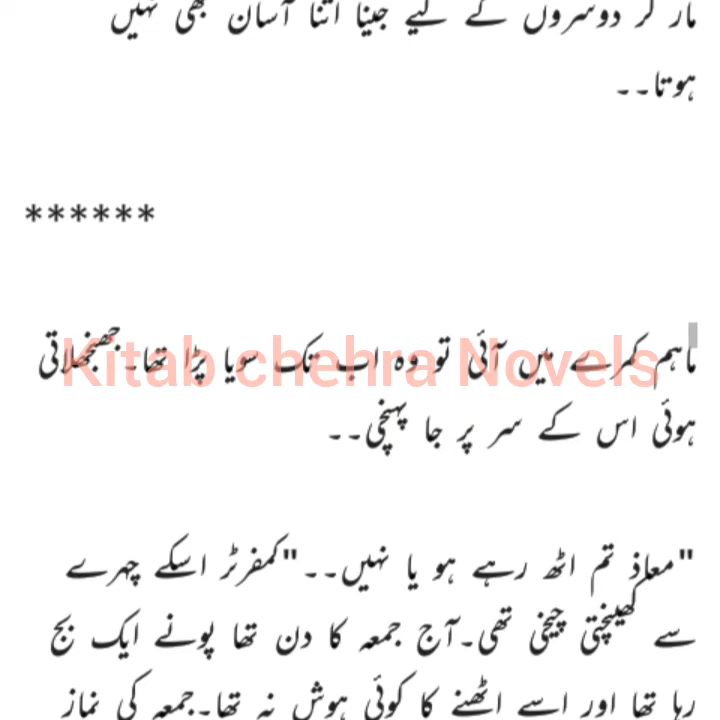 مار کر دوسروں کے لیے جینا اتنا آسان بھی نہیں
ہوتا۔۔
******
ماہم کمرے میں آئی تو وہ اب تک سویا پڑا تھا۔جھنجھلاتی
Kitab chehra Novels
ہوئی اس کے سر پر جا پہنچی۔۔
"معاذ تم اٹھ رہے ہو یا نہیں۔۔"کمفرٹر اسکے چہرے
سے کھینچتی چیخی تھی۔آج جمعہ کا دن تھا پونے ایک بج
رہا تھا اور اسے اٹھنے کا کوئی ہوش نہ تھا۔جمعہ کی نماز